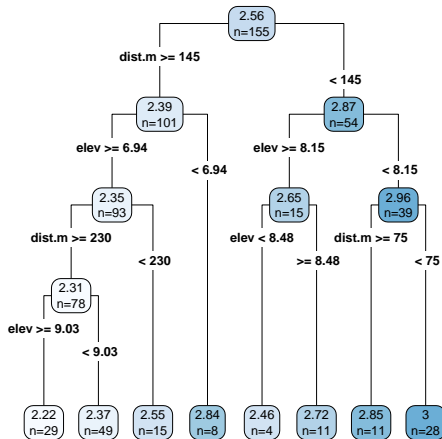 2.56
n=155
dist.m >= 145
< 145
2.39
n=101
2.87
n=54
elev >= 6.94
< 6.94
elev >= 8.15
< 8.15
2.35
n=93
2.65
n=15
2.96
n=39
dist.m >= 230
< 230
elev < 8.48
>= 8.48
dist.m >= 75
< 75
2.31
n=78
elev >= 9.03
< 9.03
2.22
n=29
2.37
n=49
2.55
n=15
2.84
n=8
2.46
n=4
2.72
n=11
2.85
n=11
3
n=28